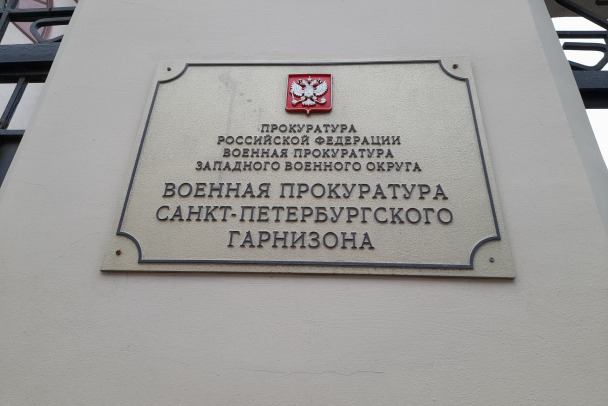 ПРОКУРАТУРА
РОССИЙСКОЙ ФЕДЕРАЦИИ
ВОЕННАЯ ПРОКУРАТУРА
ЗАПАДНОГО ВОЕННОГО ОКРУГА
ВОЕННАЯ ПРОКУРАТУРА
САНКТ-ПЕТЕРБУРГСКОГО
ГАРНИЗОНА